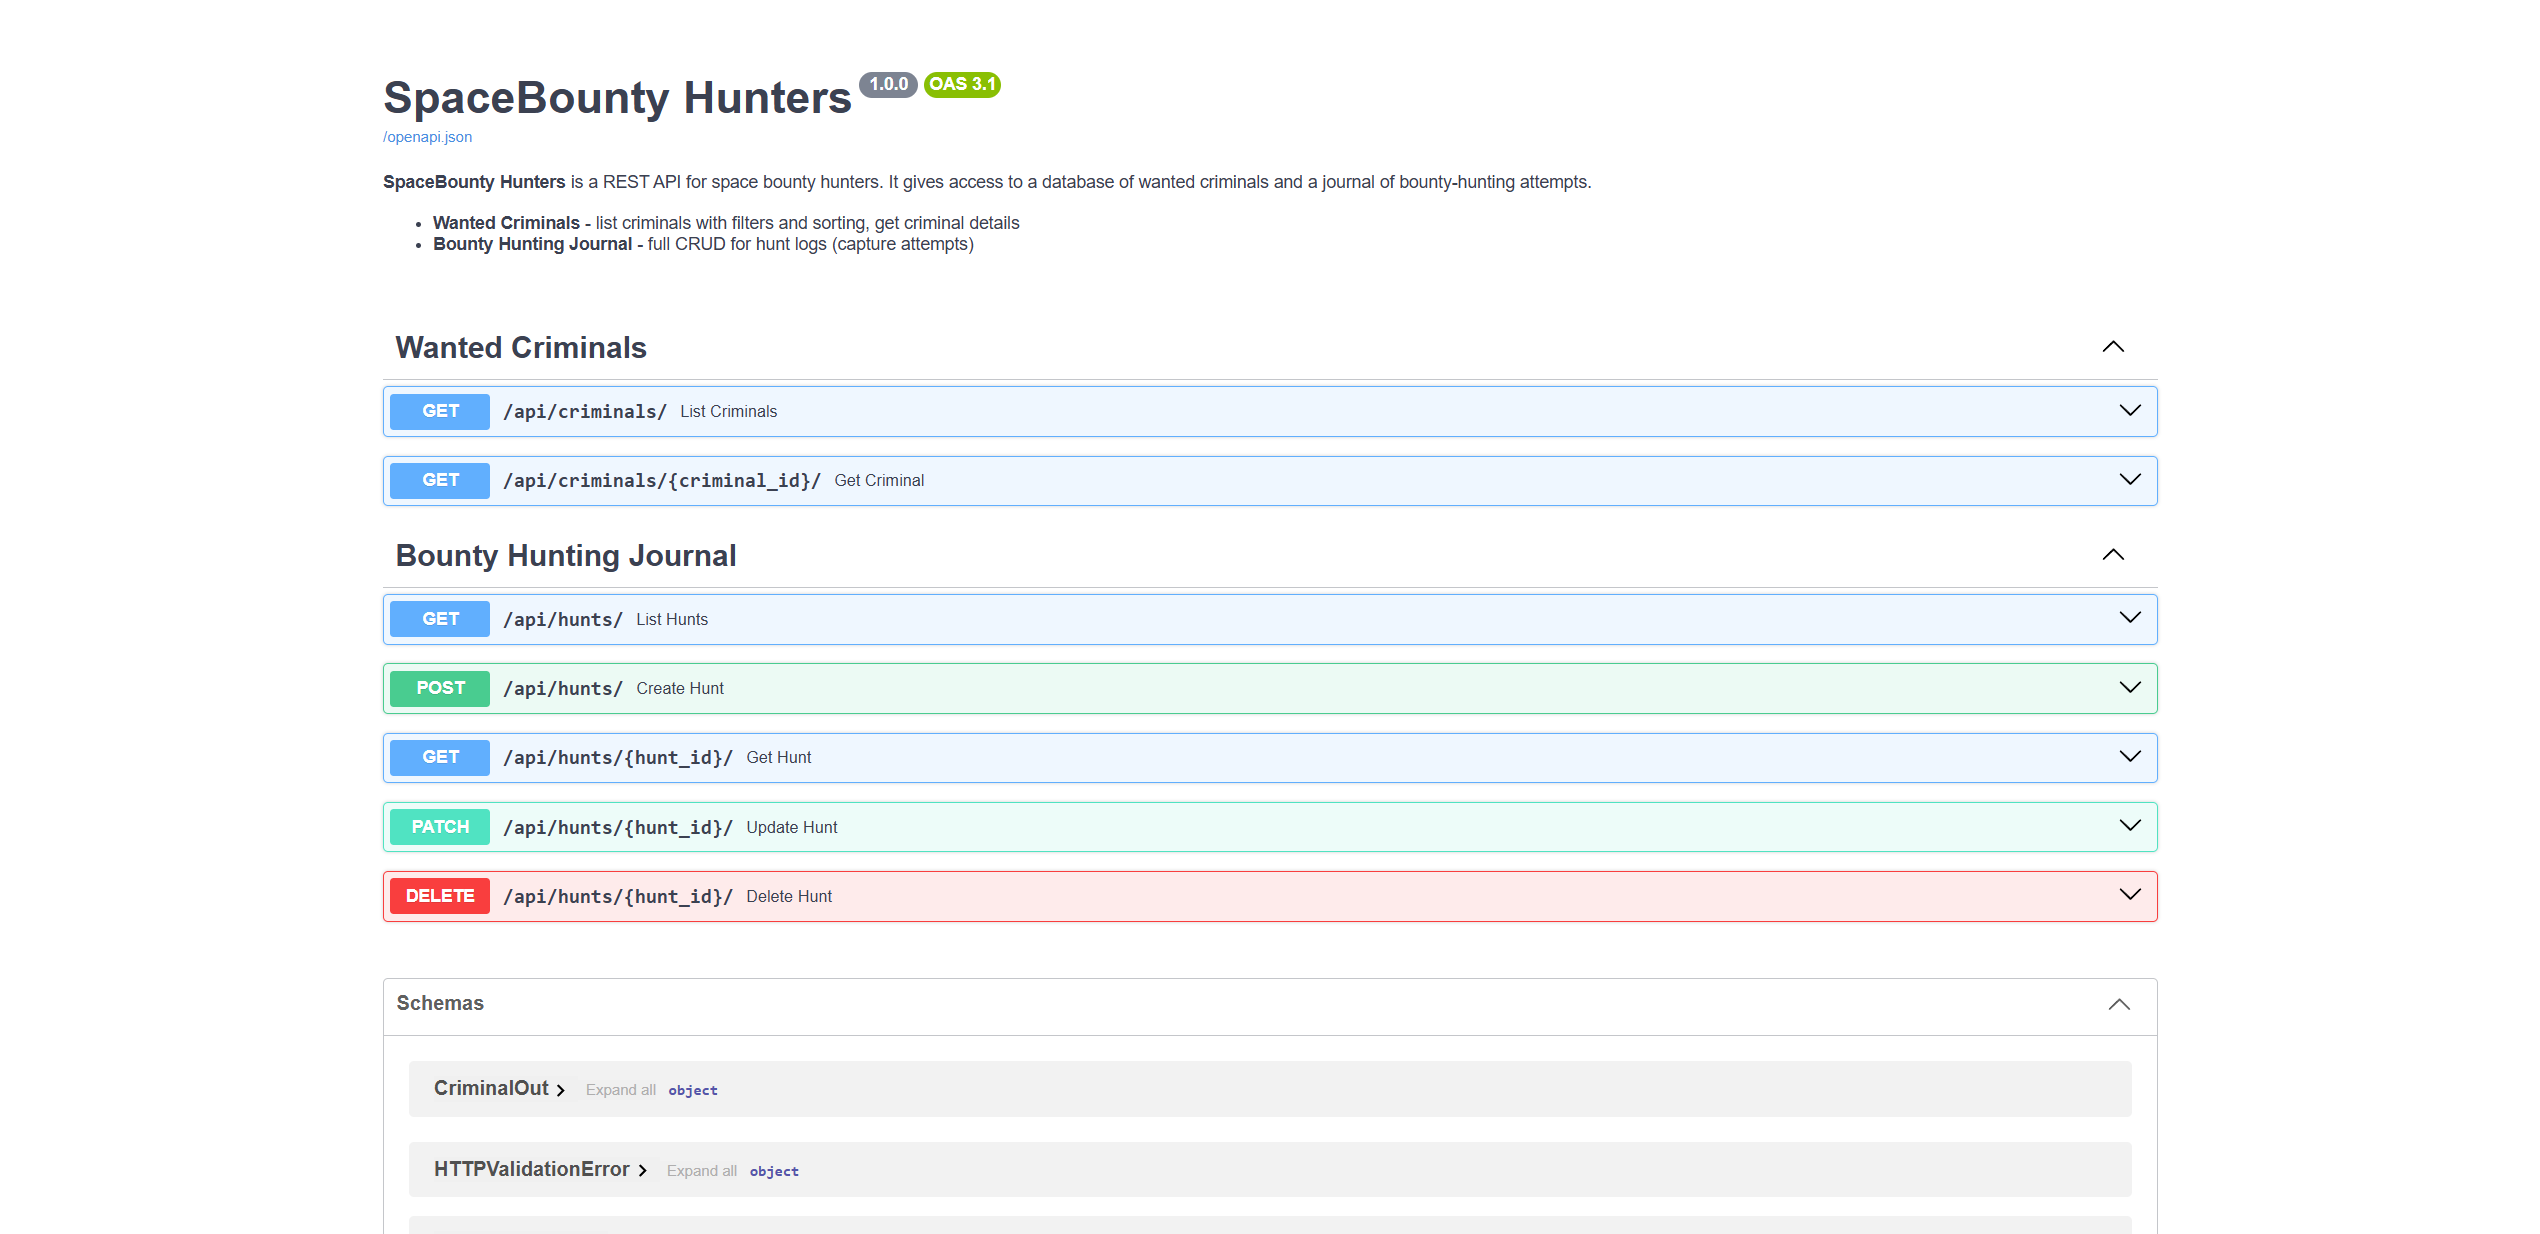 SpaceBounty Hunters 1.0.0 OAS 3.1
/openapi.json
SpaceBounty Hunters is a REST API for space bounty hunters. It gives access to a database of wanted criminals and a journal of bounty-hunting attempts.
• Wanted Criminals - list criminals with filters and sorting, get criminal details
• Bounty Hunting Journal - full CRUD for hunt logs (capture attempts)
Wanted Criminals
GET /api/criminals/ List Criminals
GET /api/criminals/{criminal_id}/ Get Criminal
Bounty Hunting Journal
GET /api/hunts/ List Hunts
POST /api/hunts/ Create Hunt
GET /api/hunts/{hunt_id}/ Get Hunt
PATCH /api/hunts/{hunt_id}/ Update Hunt
DELETE /api/hunts/{hunt_id}/ Delete Hunt
Schemas
CriminalOut Expand all object
HTTPValidationError Expand all object